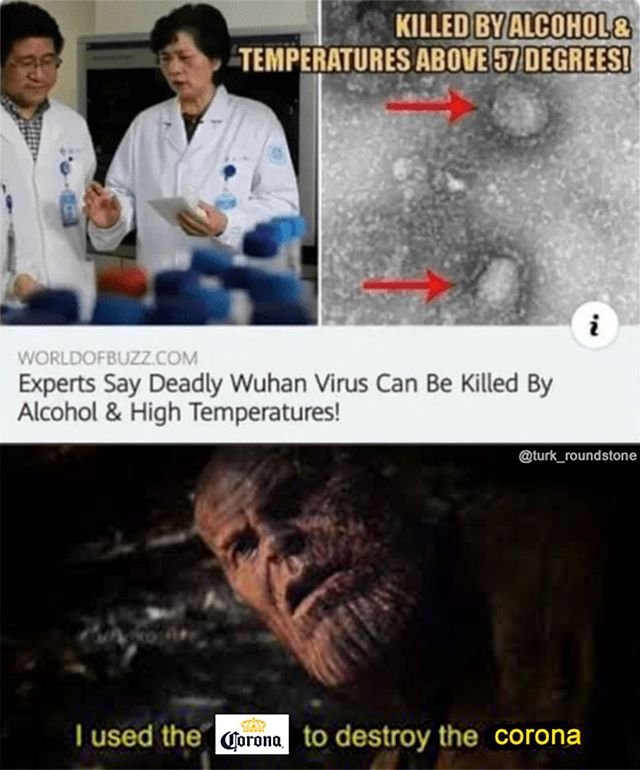 KILLED BY ALCOHOL &
TEMPERATURES ABOVE 57 DEGREES!
i
WORLDOFBUZZ.COM
Experts Say Deadly Wuhan Virus Can Be Killed By
Alcohol & High Temperatures!
@turk_roundstone
I used the Corona to destroy the corona